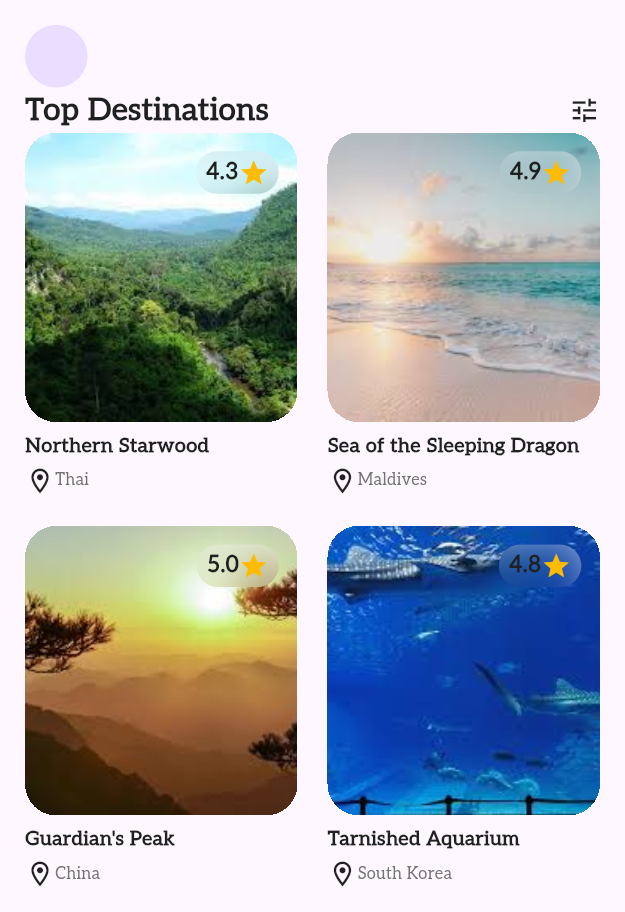 Top Destinations
4.3
4.9
Northern Starwood
Sea of the Sleeping Dragon
Thai
Maldives
5.0
4.8
Guardian's Peak
Tarnished Aquarium
China
South Korea